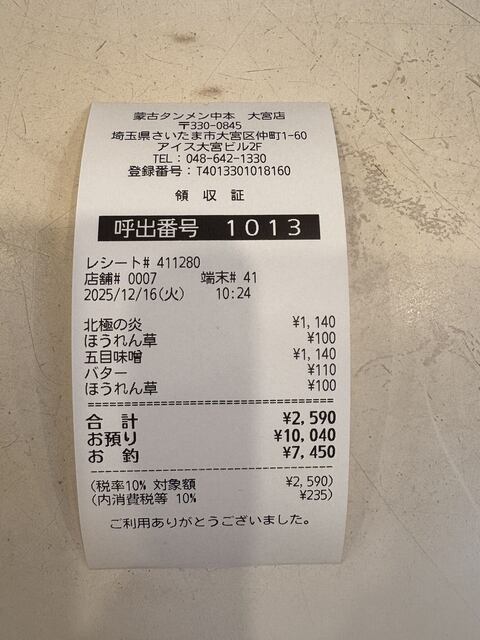 蒙古タンメン中本　大宮店
〒330-0845
埼玉県さいたま市大宮区仲町1-60
アイス大宮ビル2F
TEL：048-642-1330
登録番号：T4013301018160
領 収 証
呼出番号　1013
レシート# 411280
店舗# 0007　端末# 41
2025/12/16(火)　10:24
北極の炎　¥1,140
ほうれん草　¥100
五目味噌　¥1,140
バター　¥110
ほうれん草　¥100
合　計　¥2,590
お預り　¥10,040
お　釣　¥7,450
(税率10% 対象額　¥2,590)
(内消費税等 10%　¥235)
ご利用ありがとうございました。